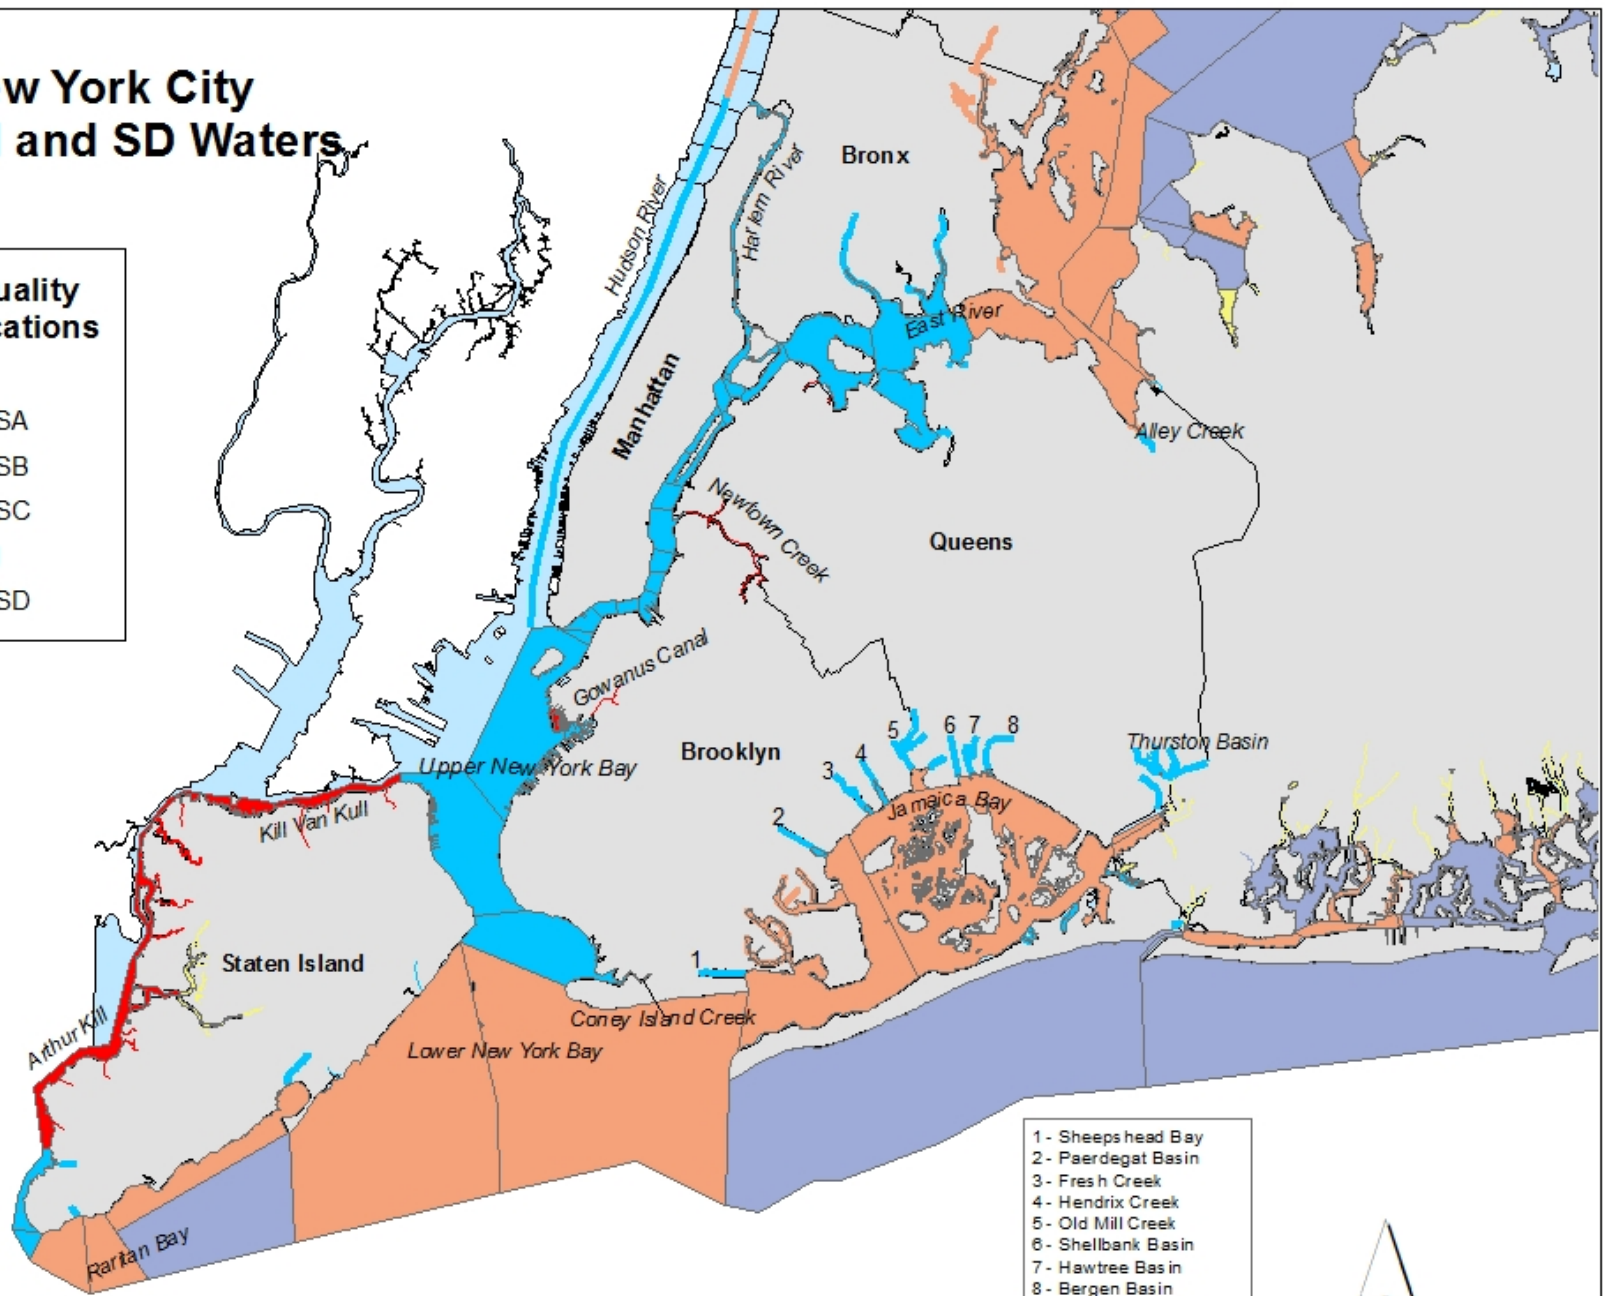 w York City
and SD Waters
uality
cations
SA
SB
SC
SD
Hudson River
Harlem River
Bronx
East River
Manhattan
Alley Creek
Newtown Creek
Queens
Gowanus Canal
Brooklyn
Upper New York Bay
Kill Van Kull
Thurston Basin
Jamaica Bay
1
2
3
4
5
6
7
8
Staten Island
Arthur Kill
Coney Island Creek
Lower New York Bay
Raritan Bay
1 - Sheepshead Bay
2 - Paerdegat Basin
3 - Fresh Creek
4 - Hendrix Creek
5 - Old Mill Creek
6 - Shellbank Basin
7 - Hawtree Basin
8 - Bergen Basin